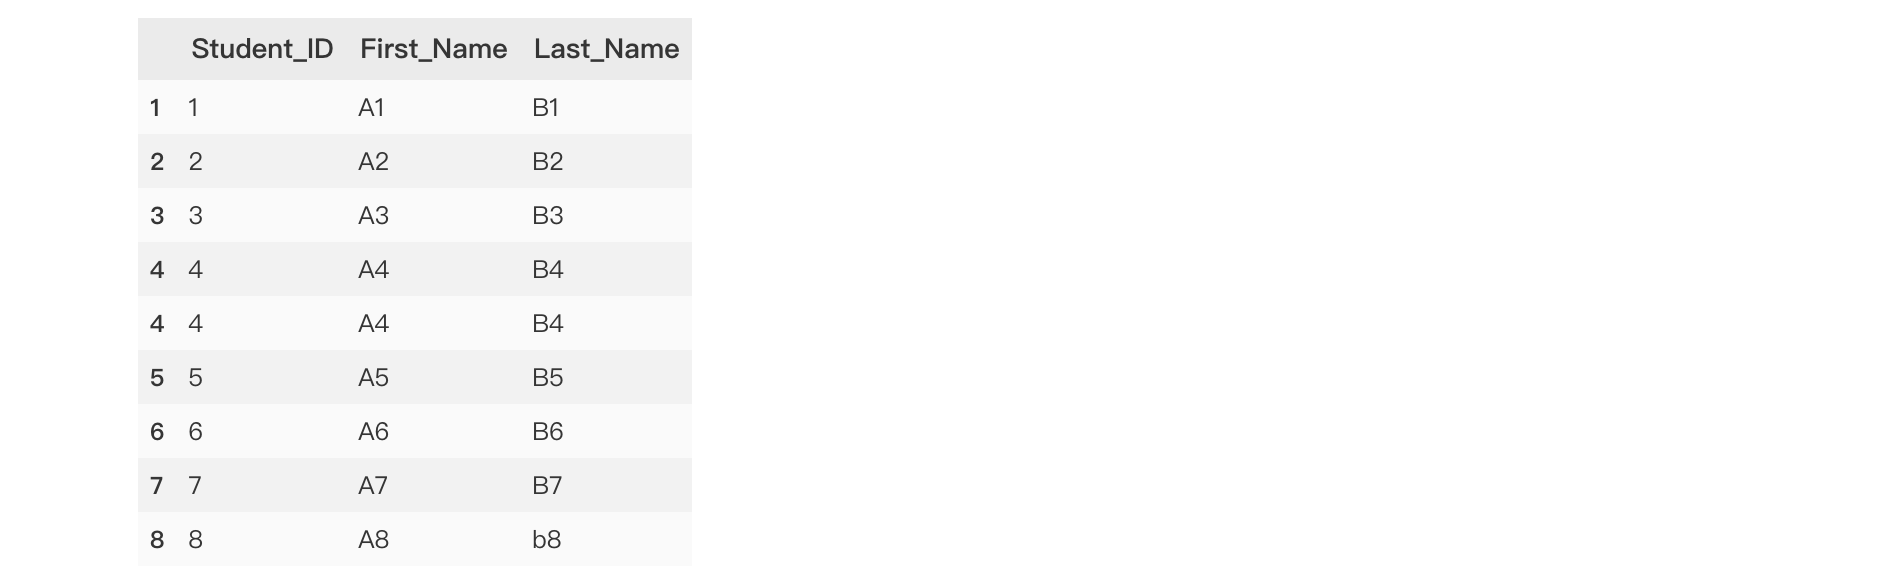 Student_ID First_Name Last_Name
1 1 A1 B1
2 2 A2 B2
3 3 A3 B3
4 4 A4 B4
4 4 A4 B4
5 5 A5 B5
6 6 A6 B6
7 7 A7 B7
8 8 A8 b8